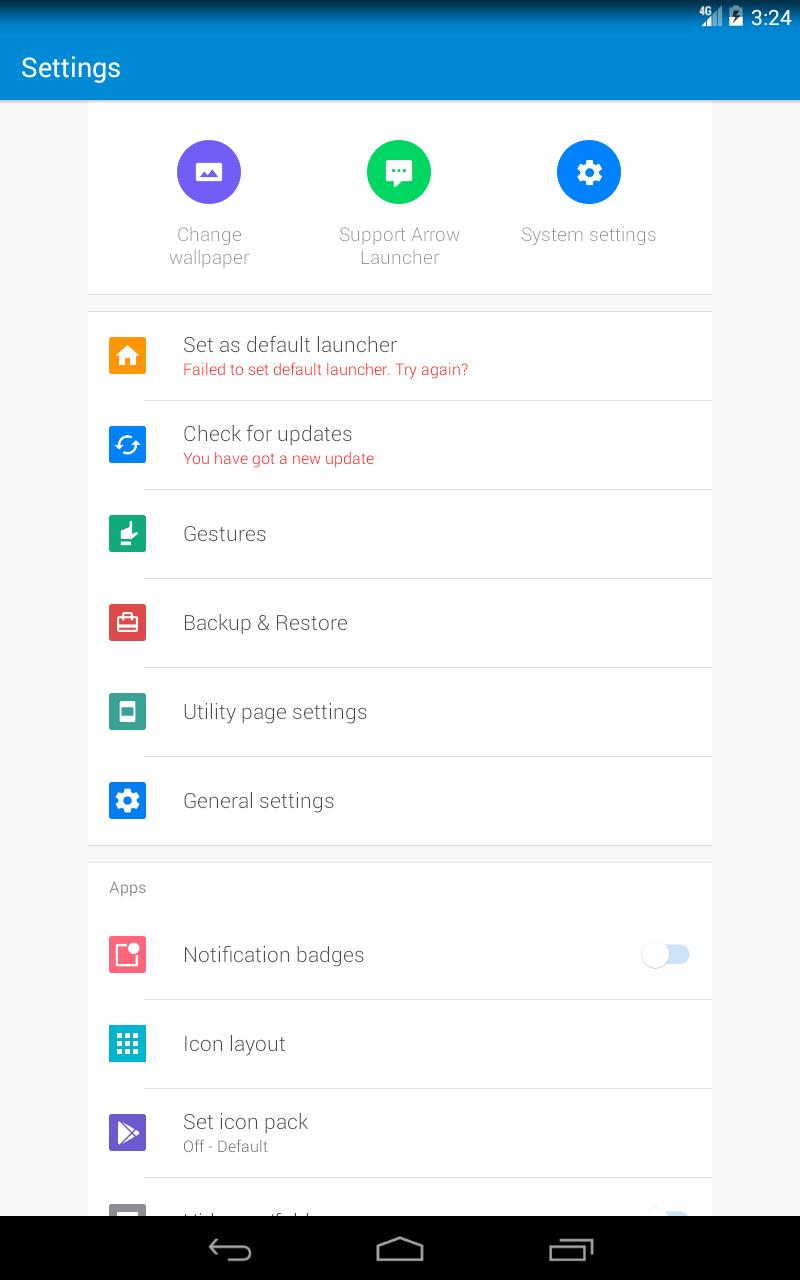 4G 3:24
Settings
Change
wallpaper
Support Arrow
Launcher
System settings
Set as default launcher
Failed to set default launcher. Try again?
Check for updates
You have got a new update
Gestures
Backup & Restore
Utility page settings
General settings
Apps
Notification badges
Icon layout
Set icon pack
Off - Default